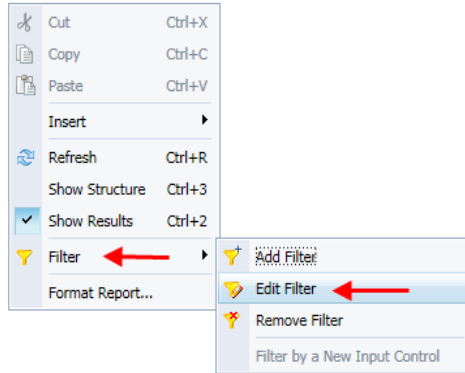 Cut Ctrl+X
Copy Ctrl+C
Paste Ctrl+V
Insert
Refresh Ctrl+R
Show Structure Ctrl+3
Show Results Ctrl+2
Filter
Format Report...
Add Filter
Edit Filter
Remove Filter
Filter by a New Input Control